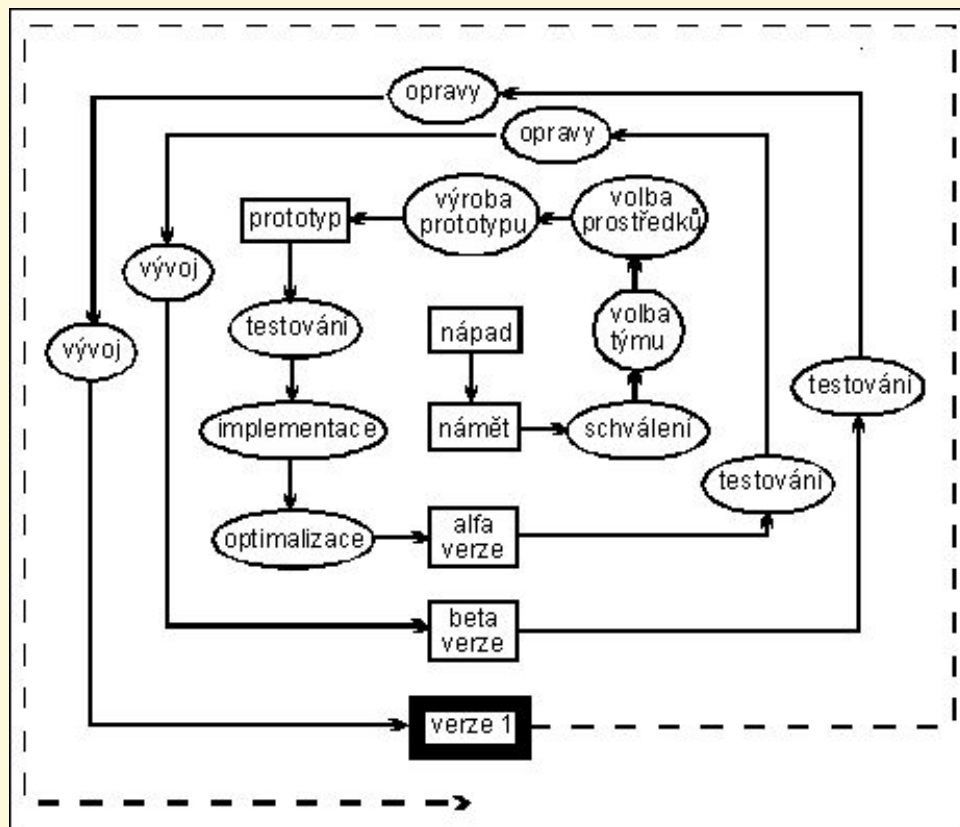 opravy
opravy
výroba
prototypu
volba
prostředků
prototyp
vývoj
volba
týmu
testování
nápad
vývoj
testování
implementace
námět
schválení
testování
optimalizace
alfa
verze
beta
verze
verze 1